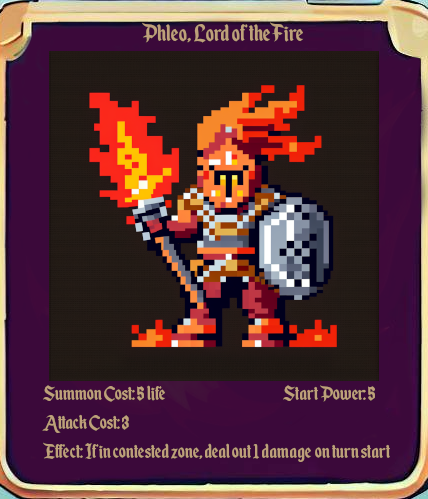 Phleo, Lord of the Fire
Summon Cost: 5 life Start Power: 5
Attack Cost: 3
Effect: If in contested zone, deal out 1 damage on turn start